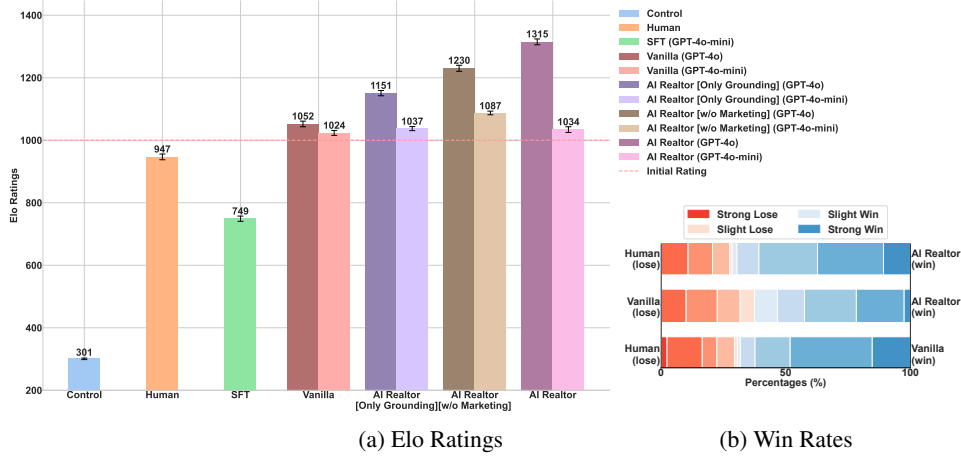 1400
1200
1000
800
600
400
200
Elo Ratings
301
947
749
1052
1024
1151
1037
1230
1087
1315
1034
Control
Human
SFT
Vanilla
AI Realtor
[Only Grounding]
AI Realtor
[w/o Marketing]
AI Realtor
Control
Human
SFT (GPT-4o-mini)
Vanilla (GPT-4o)
Vanilla (GPT-4o-mini)
AI Realtor [Only Grounding] (GPT-4o)
AI Realtor [Only Grounding] (GPT-4o-mini)
AI Realtor [w/o Marketing] (GPT-4o)
AI Realtor [w/o Marketing] (GPT-4o-mini)
AI Realtor (GPT-4o)
AI Realtor (GPT-4o-mini)
Initial Rating
(a) Elo Ratings
Strong Lose
Slight Lose
Slight Win
Strong Win
Human
(lose)
AI Realtor
(win)
Vanilla
(lose)
AI Realtor
(win)
Human
(lose)
Vanilla
(win)
0
50
100
Percentages (%)
(b) Win Rates